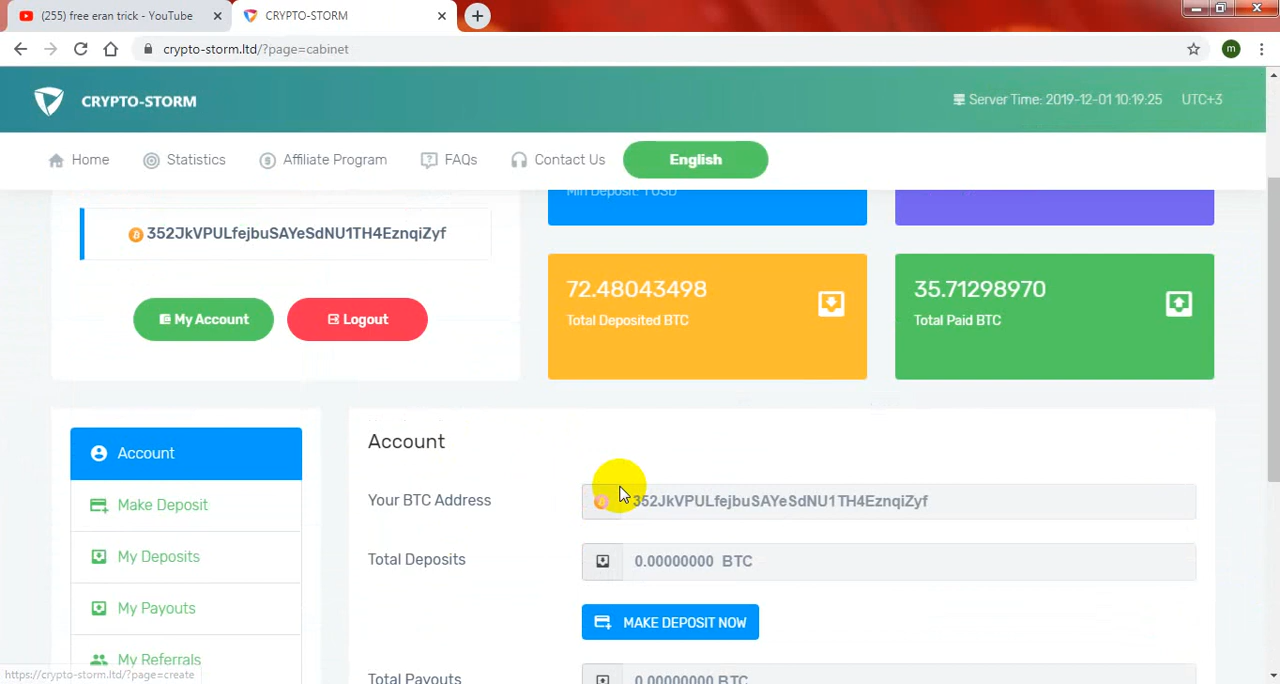 (255) free eran trick - YouTube
CRYPTO-STORM
crypto-storm.ltd/?page=cabinet
m
CRYPTO-STORM
Server Time: 2019-12-01 10:19:25 UTC+3
Home
Statistics
Affiliate Program
FAQs
Contact Us
English
Min Deposit: 1 USD
352JkVPULfejbuSAYeSdNU1TH4EznqiZyf
My Account
Logout
72.48043498
Total Deposited BTC
35.71298970
Total Paid BTC
Account
Make Deposit
My Deposits
My Payouts
My Referrals
Account
Your BTC Address
352JkVPULfejbuSAYeSdNU1TH4EznqiZyf
Total Deposits
0.00000000 BTC
MAKE DEPOSIT NOW
Total Payouts
0.00000000 BTC
https://crypto-storm.ltd/?page=create